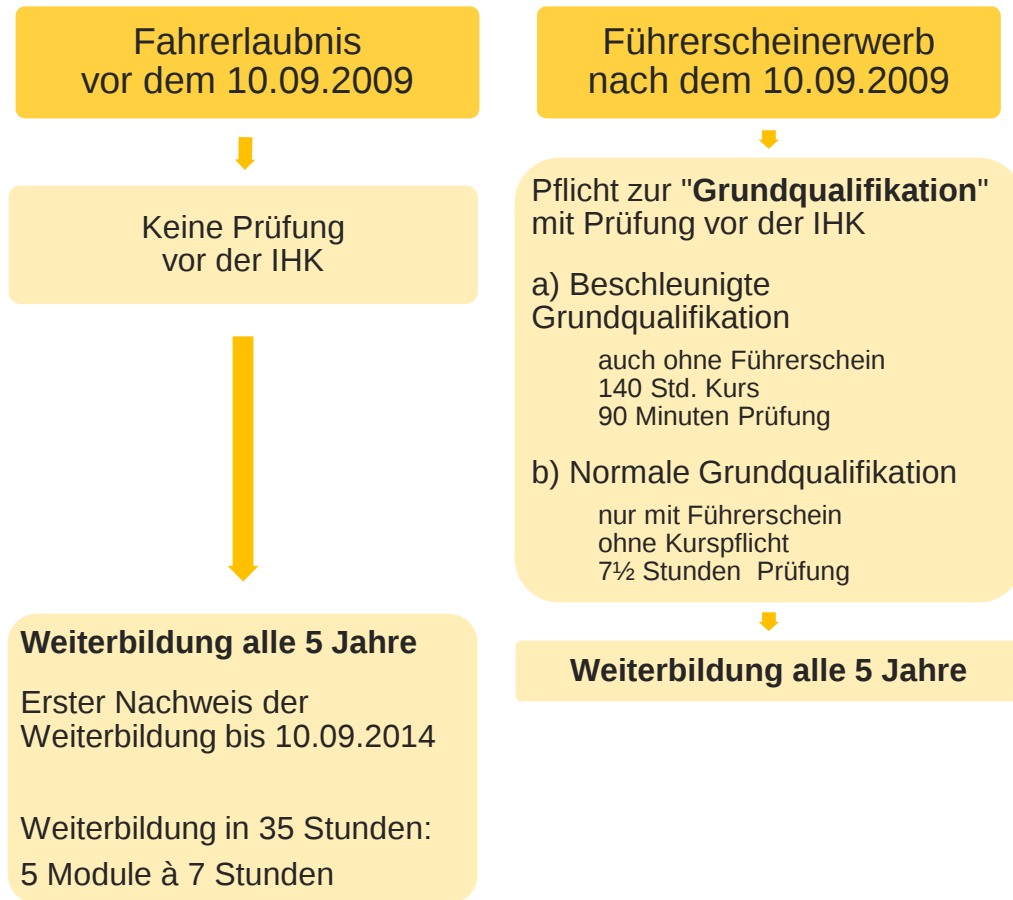 Fahrerlaubnis
vor dem 10.09.2009
Keine Prüfung
vor der IHK
Weiterbildung alle 5 Jahre
Erster Nachweis der
Weiterbildung bis 10.09.2014
Weiterbildung in 35 Stunden:
5 Module à 7 Stunden
Führerscheinerwerb
nach dem 10.09.2009
Pflicht zur "Grundqualifikation"
mit Prüfung vor der IHK
a) Beschleunigte
Grundqualifikation
auch ohne Führerschein
140 Std. Kurs
90 Minuten Prüfung
b) Normale Grundqualifikation
nur mit Führerschein
ohne Kurspflicht
7½ Stunden  Prüfung
Weiterbildung alle 5 Jahre